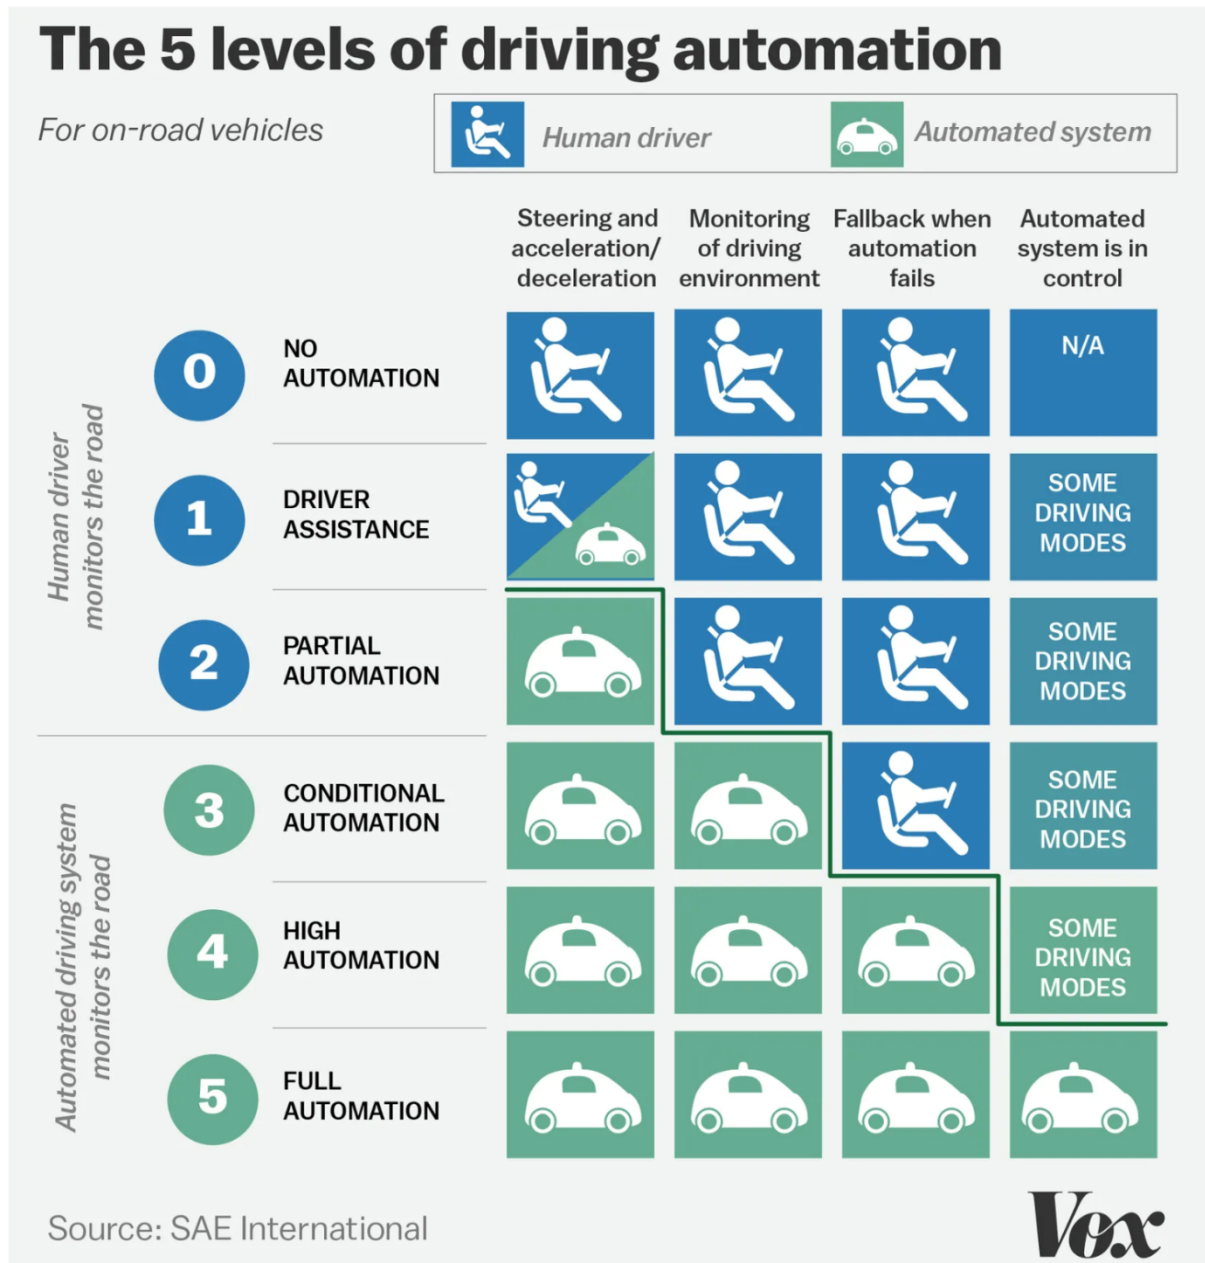 The 5 levels of driving automation
For on-road vehicles
Human driver
Automated system
Steering and
acceleration/
deceleration
Monitoring
of driving
environment
Fallback when
automation
fails
Automated
system is in
control
Human driver
monitors the road
0
NO
AUTOMATION
N/A
1
DRIVER
ASSISTANCE
SOME
DRIVING
MODES
2
PARTIAL
AUTOMATION
SOME
DRIVING
MODES
Automated driving system
monitors the road
3
CONDITIONAL
AUTOMATION
SOME
DRIVING
MODES
4
HIGH
AUTOMATION
SOME
DRIVING
MODES
5
FULL
AUTOMATION
Source: SAE International
Vox